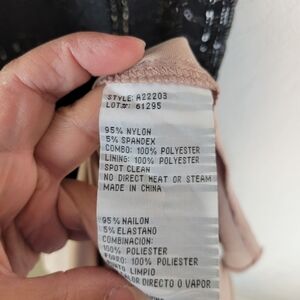 STYLE: A22203
LOT#: 61295
95% NYLON
5% SPANDEX
COMBO: 100% POLYESTER
LINING: 100% POLYESTER
SPOT CLEAN
NO DIRECT HEAT OR STEAM
MADE IN CHINA
95% NAILON
5% ELASTANO
COMBINACION:
100% POLIESTER
FORRO: 100% POLIESTER
PUNTO LIMPIO
CALOR DIRECTO O VAPOR